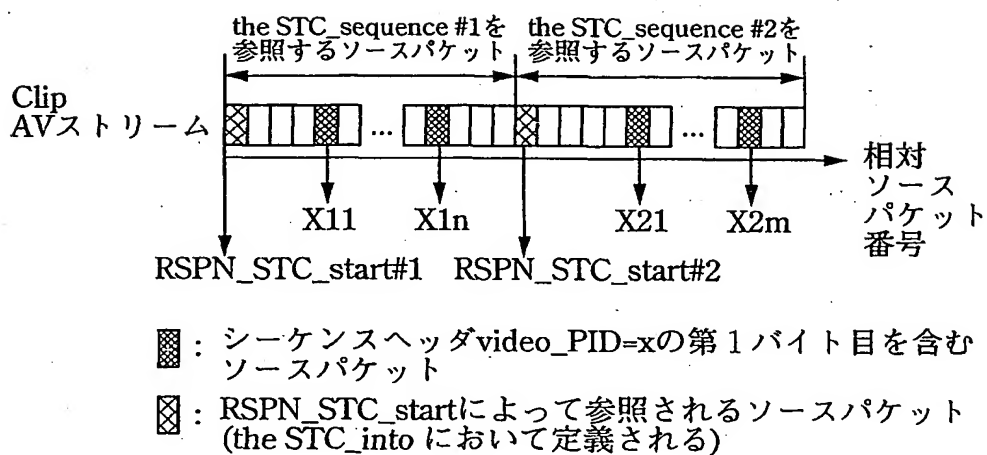 the STC_sequence #1を
参照するソースパケット
the STC_sequence #2を
参照するソースパケット
Clip
AVストリーム
...
...
相対
ソース
パケット
番号
X11
X1n
X21
X2m
RSPN_STC_start#1
RSPN_STC_start#2
: シーケンスヘッダvideo_PID=xの第1バイト目を含む
ソースパケット
: RSPN_STC_startによって参照されるソースパケット
(the STC_into において定義される)